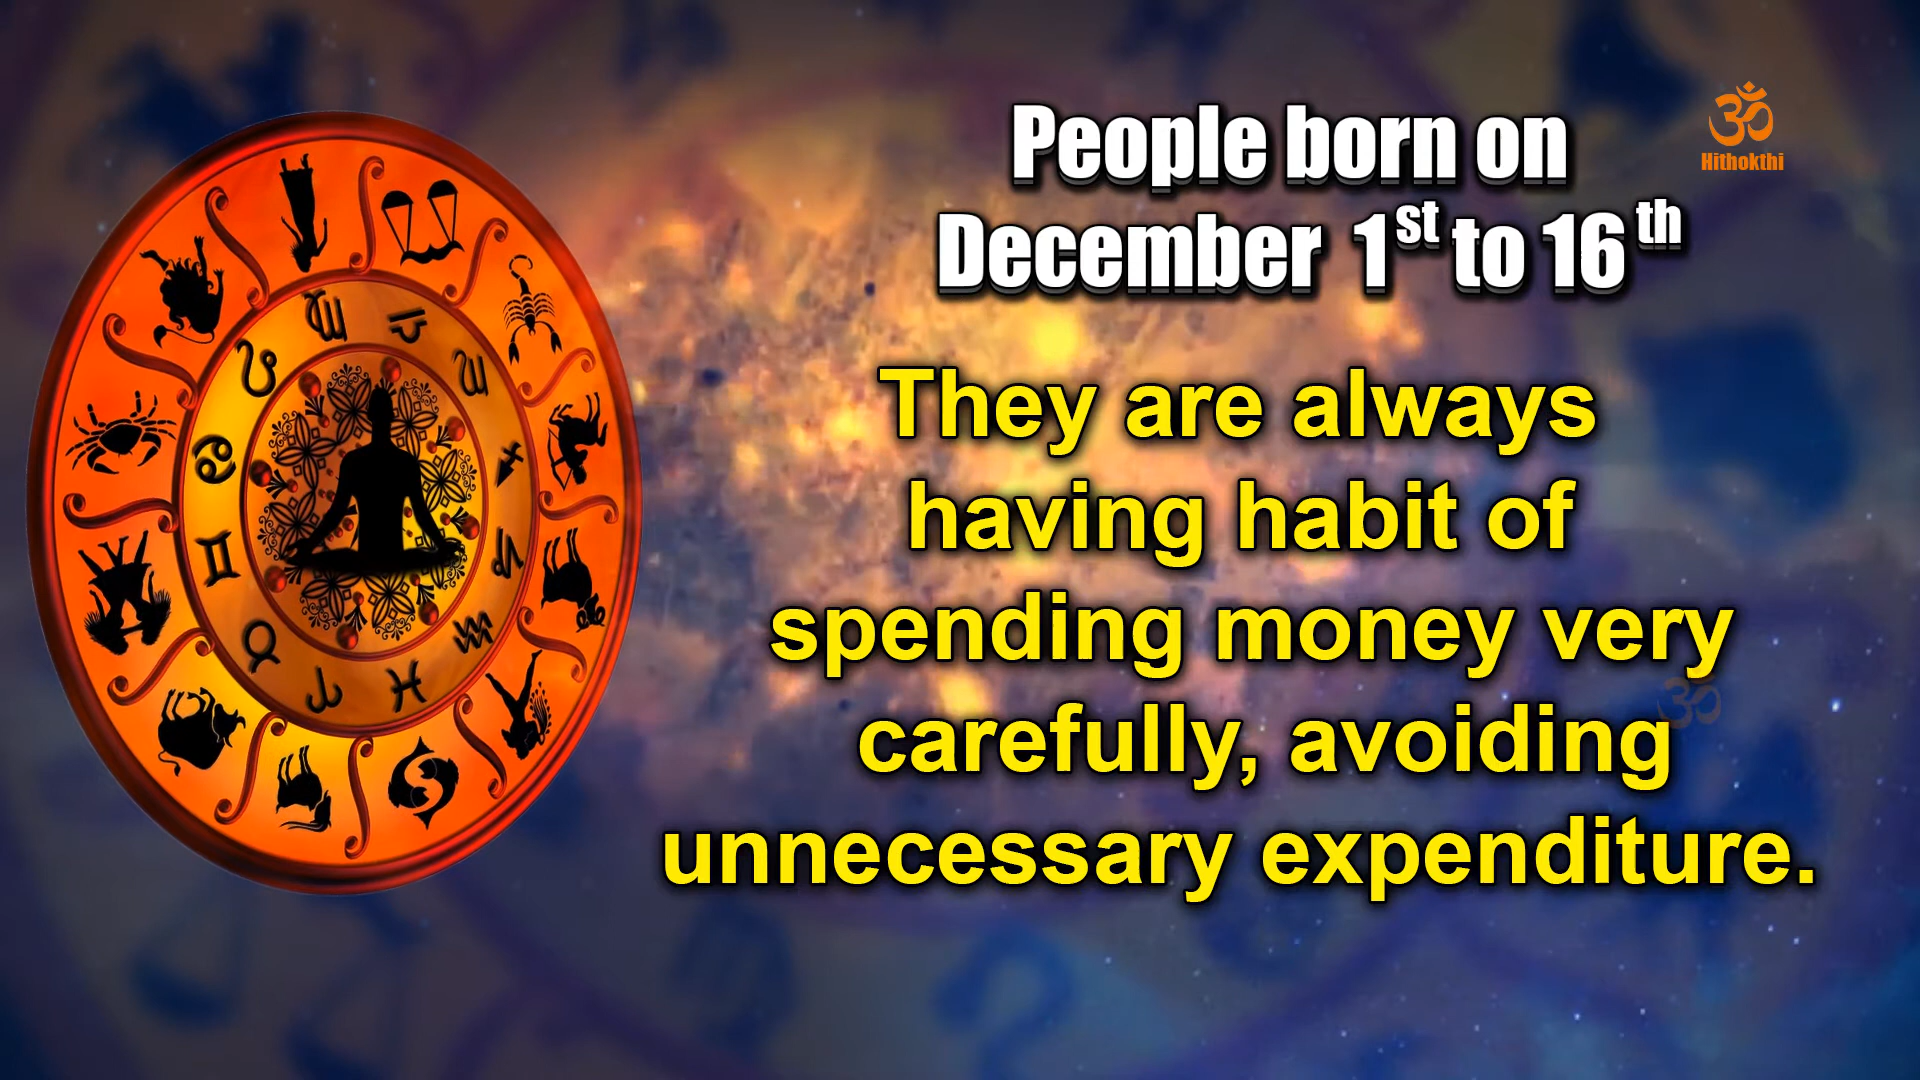 People born on
December 1st to 16th
ॐ
Hithokthi
They are always
having habit of
spending money very
carefully, avoiding
unnecessary expenditure.
ॐ